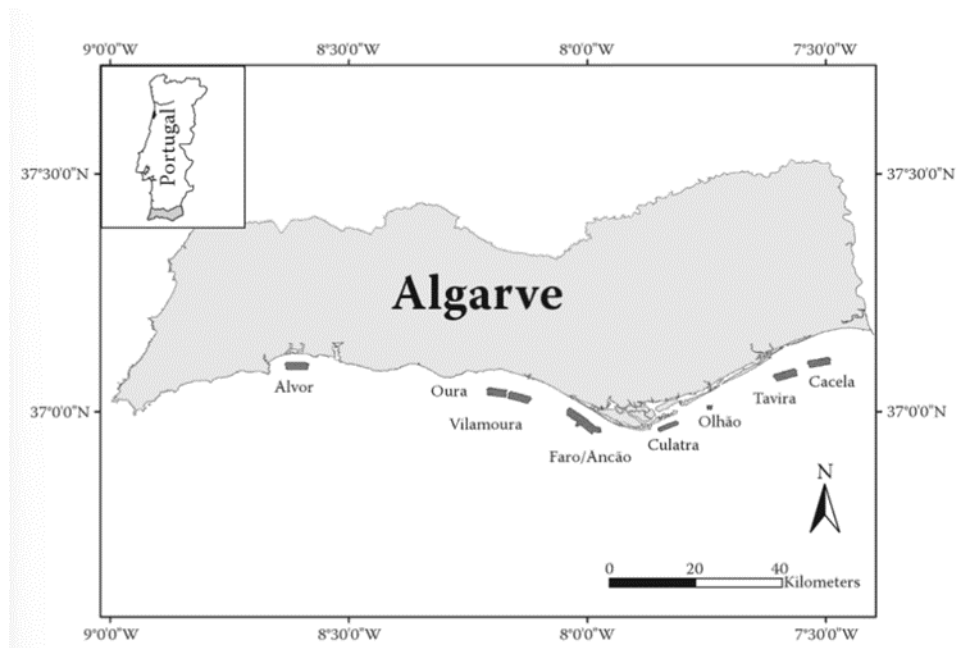 9°0'0"W 8°30'0"W 8°0'0"W 7°30'0"W
Portugal
37°30'0"N 37°30'0"N
Algarve
Alvor
Oura
Cacela
Tavira
37°0'0"N 37°0'0"N
Vilamoura
Olhão
Culatra
Faro/Ancão
N
0 20 40
Kilometers
9°0'0"W 8°30'0"W 8°0'0"W 7°30'0"W